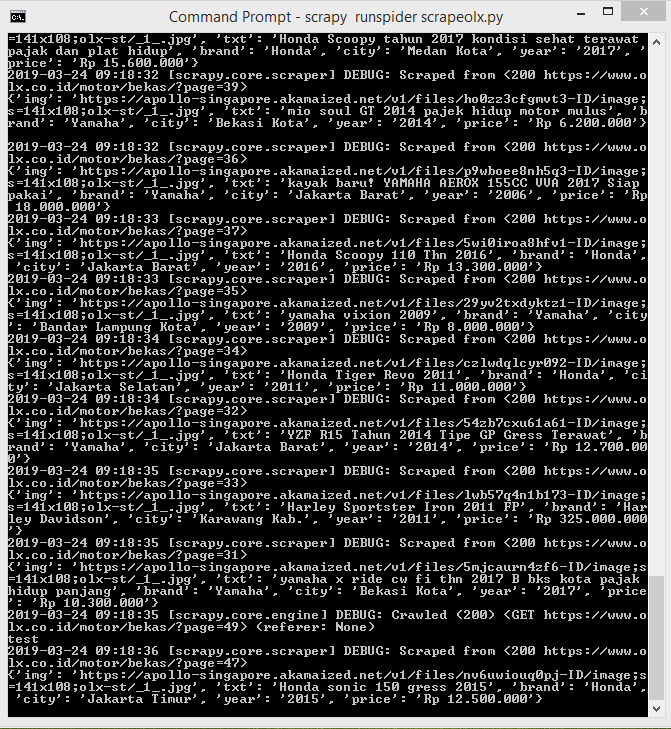 Command Prompt - scrapy  runspider scrapeolx.py
=141x108;olx-st/_1_.jpg', 'txt': 'Honda Scoopy tahun 2017 kondisi sehat terawat
pajak dan plat hidup', 'brand': 'Honda', 'city': 'Medan Kota', 'year': '2017', '
price': 'Rp 15.600.000'}
2019-03-24 09:18:32 [scrapy.core.scraper] DEBUG: Scraped from <200 https://www.o
lx.co.id/motor/bekas/?page=39>
{'img': 'https://apollo-singapore.akamaized.net/v1/files/ho0zz3cfgmvt3-ID/image;
s=141x108;olx-st/_1_.jpg', 'txt': 'mio soul GT 2014 pajek hidup motor mulus', 'b
rand': 'Yamaha', 'city': 'Bekasi Kota', 'year': '2014', 'price': 'Rp 6.200.000'}
2019-03-24 09:18:32 [scrapy.core.scraper] DEBUG: Scraped from <200 https://www.o
lx.co.id/motor/bekas/?page=36>
{'img': 'https://apollo-singapore.akamaized.net/v1/files/p9wboee8nh5q3-ID/image;
s=141x108;olx-st/_1_.jpg', 'txt': 'kayak baru! YAMAHA AEROX 155CC VVA 2017 Siap
pakai', 'brand': 'Yamaha', 'city': 'Jakarta Barat', 'year': '2006', 'price': 'Rp
 18.000.000'}
2019-03-24 09:18:33 [scrapy.core.scraper] DEBUG: Scraped from <200 https://www.o
lx.co.id/motor/bekas/?page=37>
{'img': 'https://apollo-singapore.akamaized.net/v1/files/5wi0iroa8hfv1-ID/image;
s=141x108;olx-st/_1_.jpg', 'txt': 'Honda Scoopy 110 Thn 2016', 'brand': 'Honda',
 'city': 'Jakarta Barat', 'year': '2016', 'price': 'Rp 13.300.000'}
2019-03-24 09:18:33 [scrapy.core.scraper] DEBUG: Scraped from <200 https://www.o
lx.co.id/motor/bekas/?page=35>
{'img': 'https://apollo-singapore.akamaized.net/v1/files/29yv2txdyktz1-ID/image;
s=141x108;olx-st/_1_.jpg', 'txt': 'yamaha vixion 2009', 'brand': 'Yamaha', 'city
': 'Bandar Lampung Kota', 'year': '2009', 'price': 'Rp 8.000.000'}
2019-03-24 09:18:34 [scrapy.core.scraper] DEBUG: Scraped from <200 https://www.o
lx.co.id/motor/bekas/?page=34>
{'img': 'https://apollo-singapore.akamaized.net/v1/files/czlwdqlcyr092-ID/image;
s=141x108;olx-st/_1_.jpg', 'txt': 'Honda Tiger Revo 2011', 'brand': 'Honda', 'ci
ty': 'Jakarta Selatan', 'year': '2011', 'price': 'Rp 11.000.000'}
2019-03-24 09:18:34 [scrapy.core.scraper] DEBUG: Scraped from <200 https://www.o
lx.co.id/motor/bekas/?page=32>
{'img': 'https://apollo-singapore.akamaized.net/v1/files/54zb7cxu61a61-ID/image;
s=141x108;olx-st/_1_.jpg', 'txt': 'YZF R15 Tahun 2014 Tipe GP Gress Terawat', 'b
rand': 'Yamaha', 'city': 'Jakarta Barat', 'year': '2014', 'price': 'Rp 12.700.00
0'}
2019-03-24 09:18:35 [scrapy.core.scraper] DEBUG: Scraped from <200 https://www.o
lx.co.id/motor/bekas/?page=33>
{'img': 'https://apollo-singapore.akamaized.net/v1/files/lwb57q4n1b173-ID/image;
s=141x108;olx-st/_1_.jpg', 'txt': 'Harley Sportster Iron 2011 FP', 'brand': 'Har
ley Davidson', 'city': 'Karawang Kab.', 'year': '2011', 'price': 'Rp 325.000.000
'}
2019-03-24 09:18:35 [scrapy.core.scraper] DEBUG: Scraped from <200 https://www.o
lx.co.id/motor/bekas/?page=31>
{'img': 'https://apollo-singapore.akamaized.net/v1/files/5mjcaurn4zf6-ID/image;s
=141x108;olx-st/_1_.jpg', 'txt': 'yamaha x ride cw fi thn 2017 B bks kota pajak
hidup panjang', 'brand': 'Yamaha', 'city': 'Bekasi Kota', 'year': '2017', 'price
': 'Rp 10.300.000'}
2019-03-24 09:18:35 [scrapy.core.engine] DEBUG: Crawled (200) <GET https://www.o
lx.co.id/motor/bekas/?page=49> (referer: None)
test
2019-03-24 09:18:36 [scrapy.core.scraper] DEBUG: Scraped from <200 https://www.o
lx.co.id/motor/bekas/?page=47>
{'img': 'https://apollo-singapore.akamaized.net/v1/files/nv6uwiouq0pj-ID/image;s
=141x108;olx-st/_1_.jpg', 'txt': 'Honda sonic 150 gress 2015', 'brand': 'Honda',
 'city': 'Jakarta Timur', 'year': '2015', 'price': 'Rp 12.500.000'}